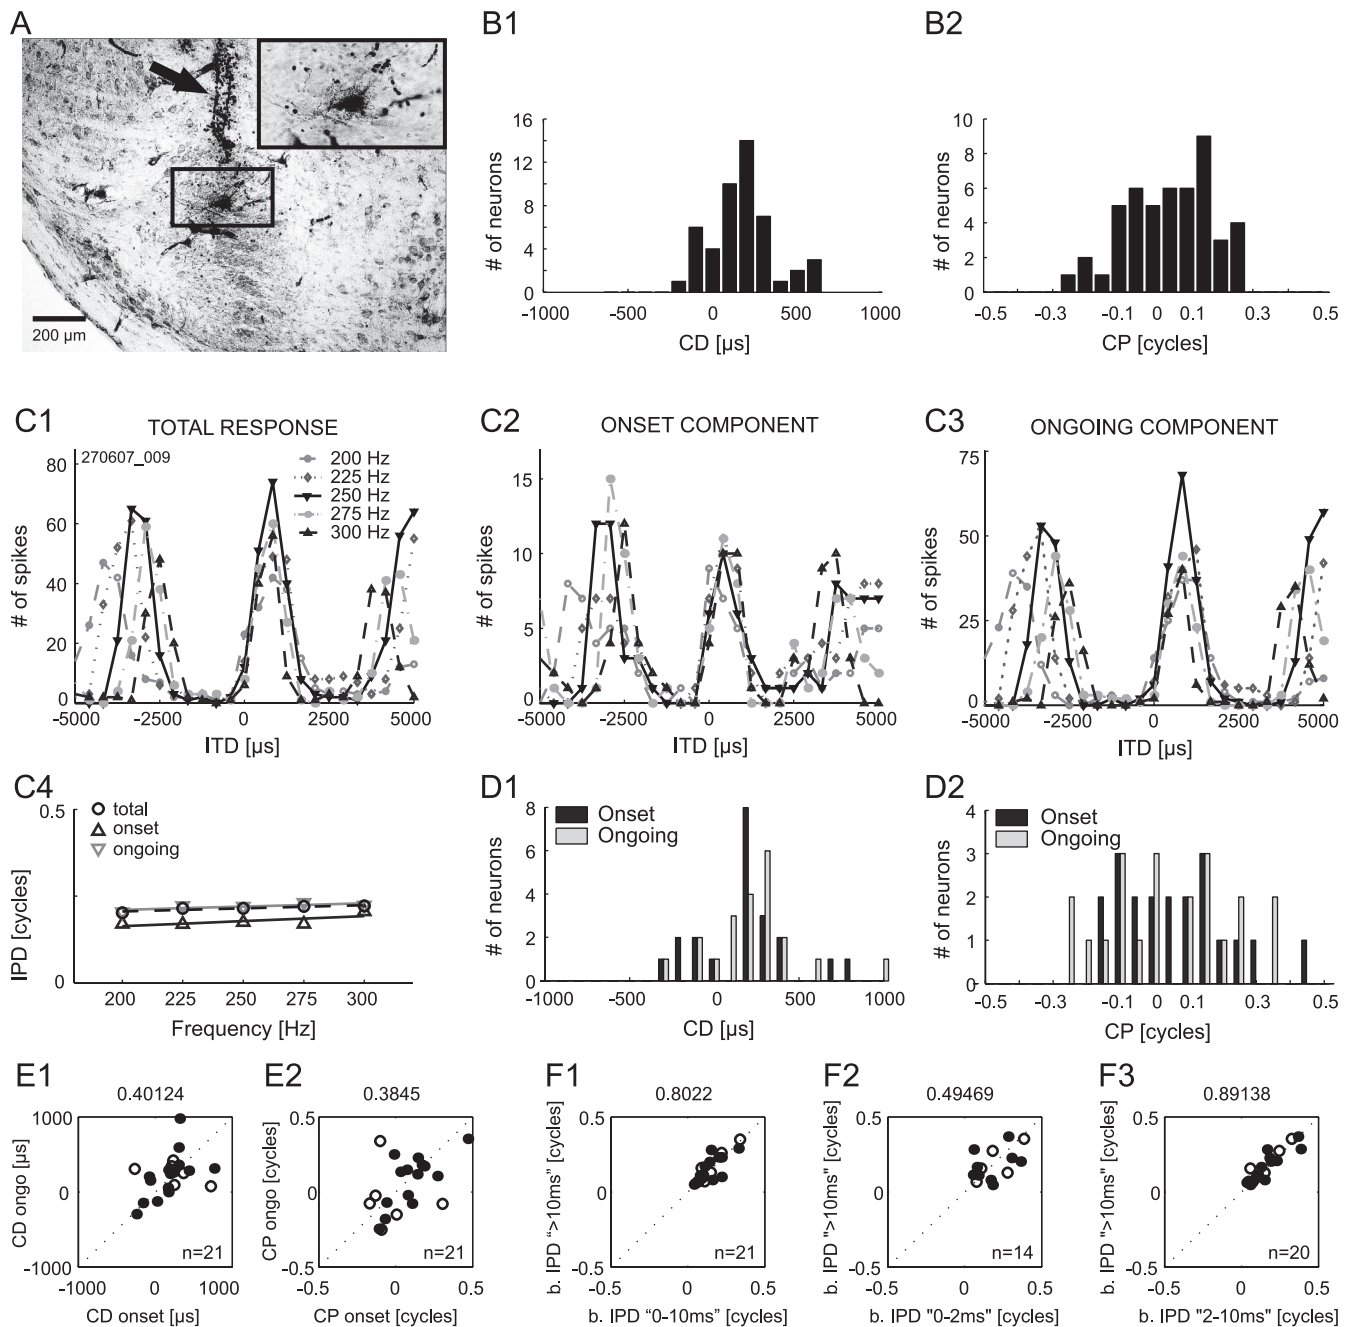 A
200 µm
B1
# of neurons
16
12
8
4
0
-1000
-500
0
500
1000
CD [µs]
B2
# of neurons
10
8
6
4
2
0
-0.5
-0.3
-0.1
0
0.1
0.3
0.5
CP [cycles]
C1
TOTAL RESPONSE
270607_009
200 Hz
225 Hz
250 Hz
275 Hz
300 Hz
# of spikes
80
60
40
20
0
-5000
-2500
0
2500
5000
ITD [µs]
C2
ONSET COMPONENT
# of spikes
15
10
5
0
-5000
-2500
0
2500
5000
ITD [µs]
C3
ONGOING COMPONENT
# of spikes
75
50
25
0
-5000
-2500
0
2500
5000
ITD [µs]
C4
total
onset
ongoing
IPD [cycles]
0.5
0
200
225
250
275
300
Frequency [Hz]
D1
Onset
Ongoing
# of neurons
8
6
4
2
0
-1000
-500
0
500
1000
CD [µs]
D2
Onset
Ongoing
# of neurons
4
3
2
1
0
-0.5
-0.3
-0.1
0
0.1
0.3
0.5
CP [cycles]
E1
0.40124
CD ongo [µs]
1000
0
-1000
n=21
-1000
0
1000
CD onset [µs]
E2
0.3845
CP ongo [cycles]
0.5
0
-0.5
n=21
-0.5
0
0.5
CP onset [cycles]
F1
0.8022
b. IPD “>10ms” [cycles]
0.5
0
-0.5
n=21
-0.5
0
0.5
b. IPD “0-10ms” [cycles]
F2
0.49469
b. IPD ">10ms" [cycles]
0.5
0
-0.5
n=14
-0.5
0
0.5
b. IPD "0-2ms" [cycles]
F3
0.89138
b. IPD ">10ms" [cycles]
0.5
0
-0.5
n=20
-0.5
0
0.5
b. IPD "2-10ms" [cycles]